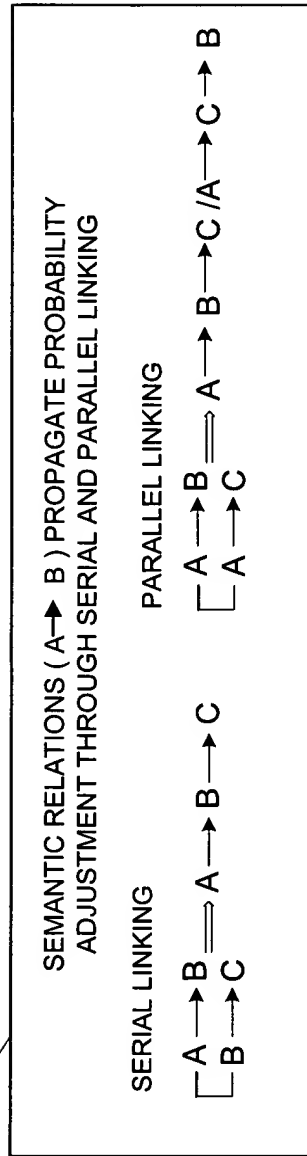 SEMANTIC RELATIONS ( A→ B ) PROPAGATE PROBABILITY
ADJUSTMENT THROUGH SERIAL AND PARALLEL LINKING
SERIAL LINKING
A → B
B → C
⇒ A → B → C
PARALLEL LINKING
A → B
A → C
⇒ A → B → C /A → C → B